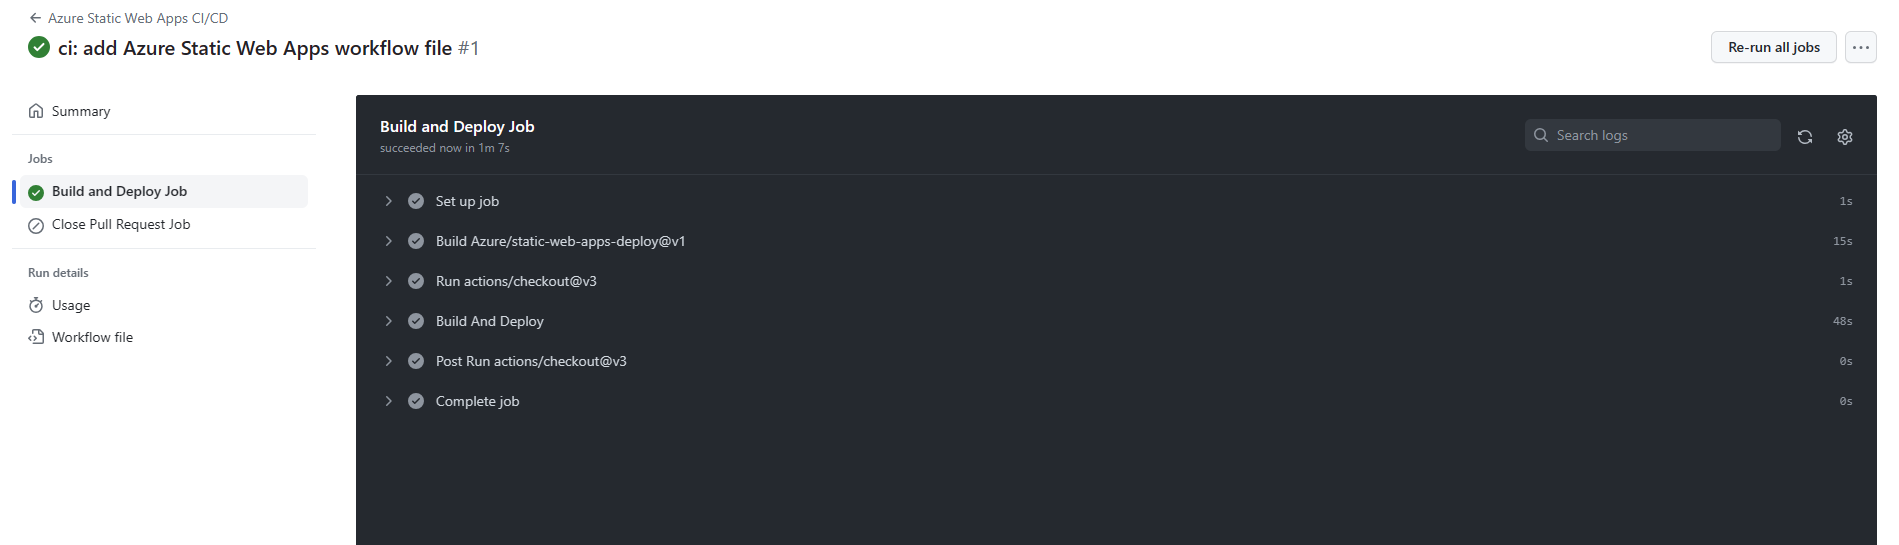 Azure Static Web Apps CI/CD
ci: add Azure Static Web Apps workflow file #1
Re-run all jobs
Summary
Jobs
Build and Deploy Job
Close Pull Request Job
Run details
Usage
Workflow file
Build and Deploy Job
succeeded now in 1m 7s
Search logs
Set up job 1s
Build Azure/static-web-apps-deploy@v1 15s
Run actions/checkout@v3 1s
Build And Deploy 48s
Post Run actions/checkout@v3 0s
Complete job 0s